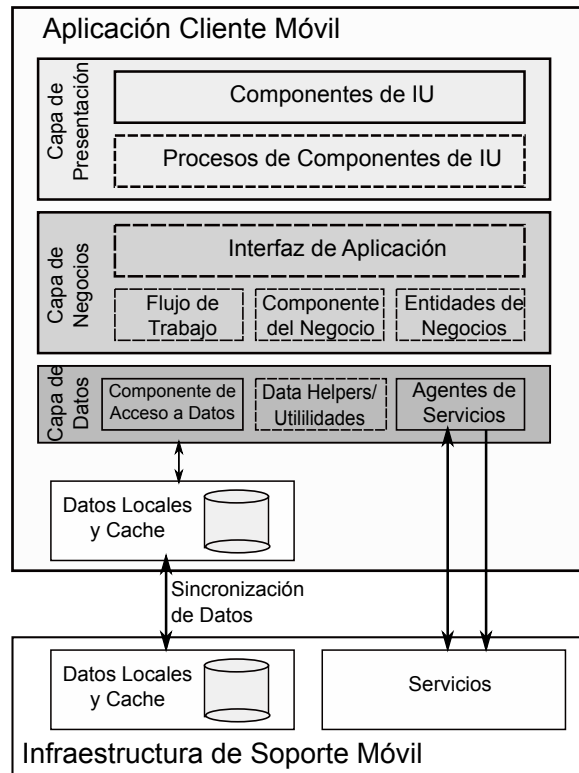 Aplicación Cliente Móvil
Capa de
Presentación
Componentes de IU
Procesos de Componentes de IU
Capa de
Negocios
Interfaz de Aplicación
Flujo de
Trabajo
Componente
del Negocio
Entidades de
Negocios
Capa de
Datos
Componente de
Acceso a Datos
Data Helpers/
Utililidades
Agentes de
Servicios
Datos Locales
y Cache
Sincronización
de Datos
Datos Locales
y Cache
Servicios
Infraestructura de Soporte Móvil